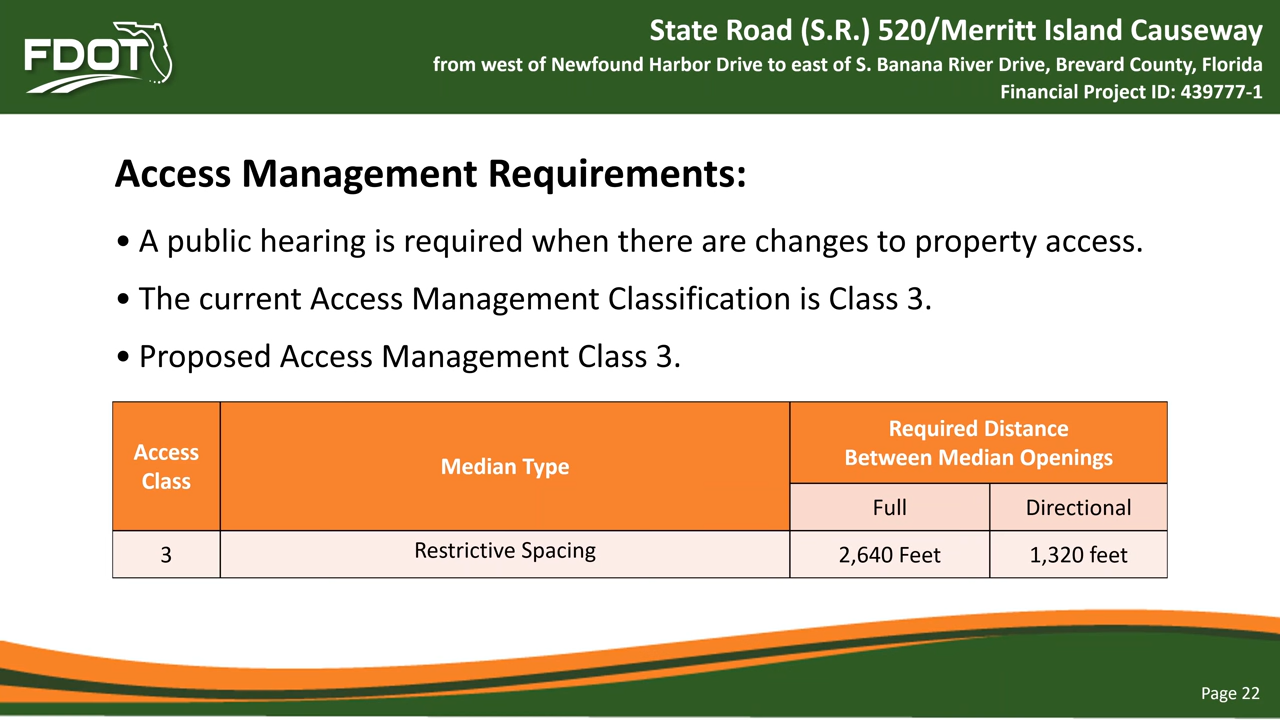 FDOT
State Road (S.R.) 520/Merritt Island Causeway
from west of Newfound Harbor Drive to east of S. Banana River Drive, Brevard County, Florida
Financial Project ID: 439777-1
Access Management Requirements:
• A public hearing is required when there are changes to property access.
• The current Access Management Classification is Class 3.
• Proposed Access Management Class 3.
Access
Class
Median Type
Required Distance
Between Median Openings
Full
Directional
3
Restrictive Spacing
2,640 Feet
1,320 feet
Page 22